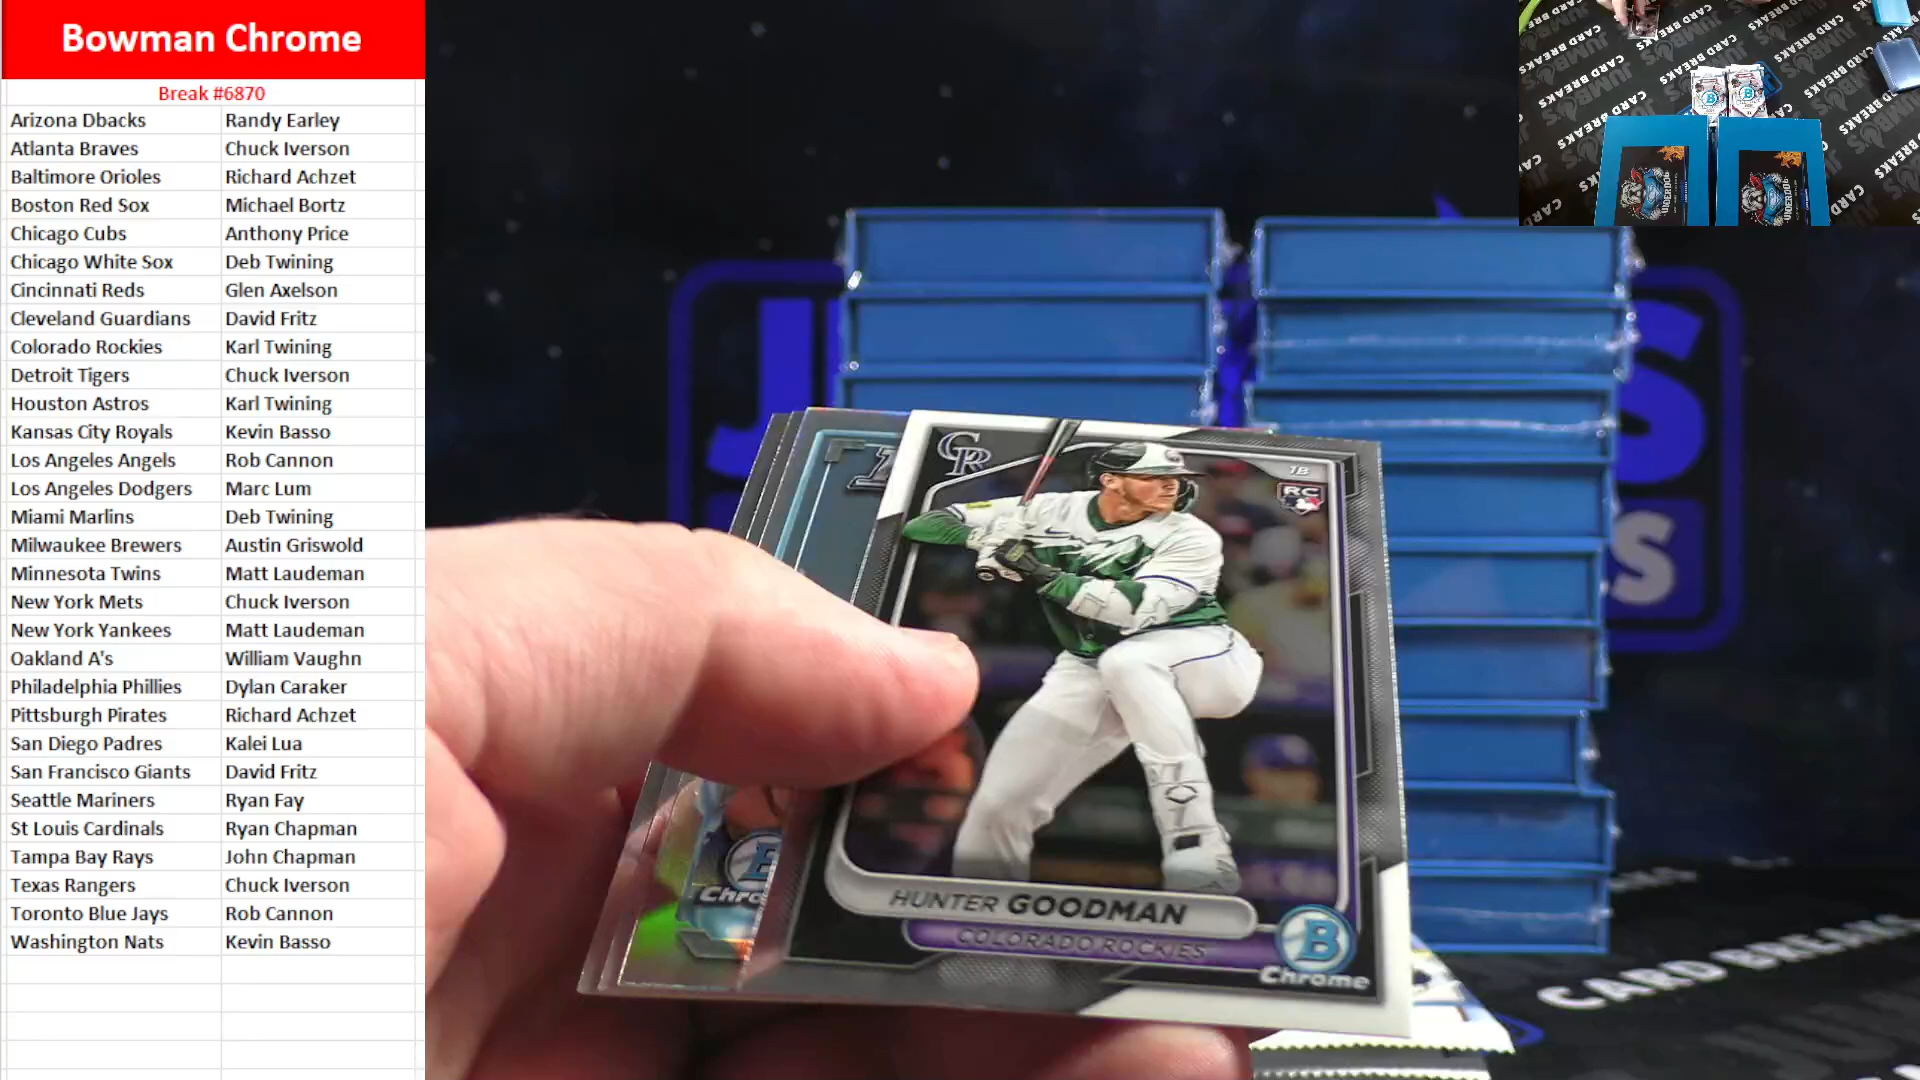 Bowman Chrome
Break #6870
Arizona Dbacks Randy Earley
Atlanta Braves Chuck Iverson
Baltimore Orioles Richard Achzet
Boston Red Sox Michael Bortz
Chicago Cubs Anthony Price
Chicago White Sox Deb Twining
Cincinnati Reds Glen Axelson
Cleveland Guardians David Fritz
Colorado Rockies Karl Twining
Detroit Tigers Chuck Iverson
Houston Astros Karl Twining
Kansas City Royals Kevin Basso
Los Angeles Angels Rob Cannon
Los Angeles Dodgers Marc Lum
Miami Marlins Deb Twining
Milwaukee Brewers Austin Griswold
Minnesota Twins Matt Laudeman
New York Mets Chuck Iverson
New York Yankees Matt Laudeman
Oakland A's William Vaughn
Philadelphia Phillies Dylan Caraker
Pittsburgh Pirates Richard Achzet
San Diego Padres Kalei Lua
San Francisco Giants David Fritz
Seattle Mariners Ryan Fay
St Louis Cardinals Ryan Chapman
Tampa Bay Rays John Chapman
Texas Rangers Chuck Iverson
Toronto Blue Jays Rob Cannon
Washington Nats Kevin Basso
CR
1B
RC
HUNTER GOODMAN
COLORADO ROCKIES
B
Chrome
CARD BREAKS
JUMBO'S
CARD BREAKS
UNDERDOG
UNDERDOG